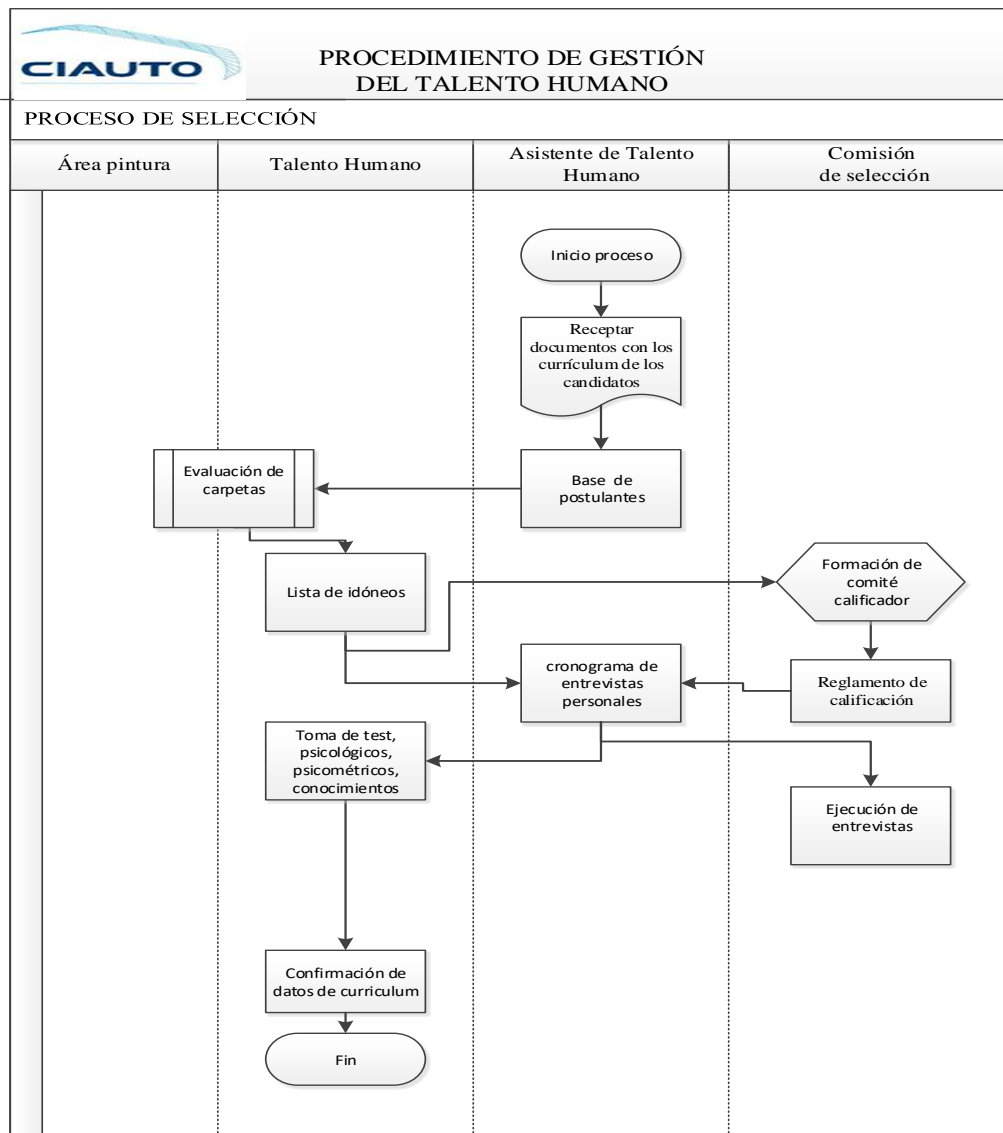 CIAUTO
PROCEDIMIENTO DE GESTIÓN
DEL TALENTO HUMANO
PROCESO DE SELECCIÓN
Área pintura
Talento Humano
Asistente de Talento
Humano
Comisión
de selección
Inicio proceso
Receptar
documentos con los
currículum de los
candidatos
Evaluación de
carpetas
Base de
postulantes
Lista de idóneos
Formación de
comité
calificador
cronograma de
entrevistas
personales
Reglamento de
calificación
Toma de test,
psicológicos,
psicométricos,
conocimientos
Ejecución de
entrevistas
Confirmación de
datos de curriculum
Fin